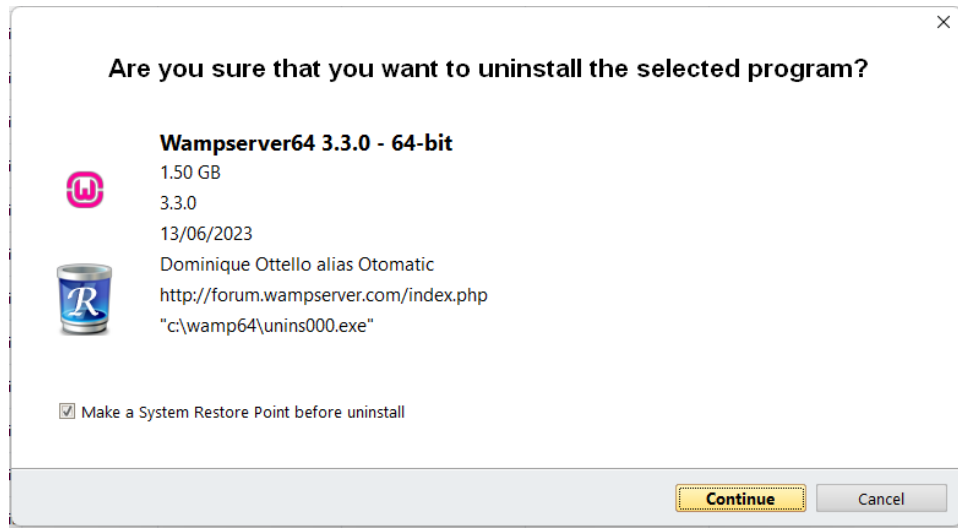 Are you sure that you want to uninstall the selected program?
Wampserver64 3.3.0 - 64-bit
1.50 GB
3.3.0
13/06/2023
Dominique Ottello alias Otomatic
http://forum.wampserver.com/index.php
"c:\wamp64\unins000.exe"
R
Make a System Restore Point before uninstall
Continue
Cancel